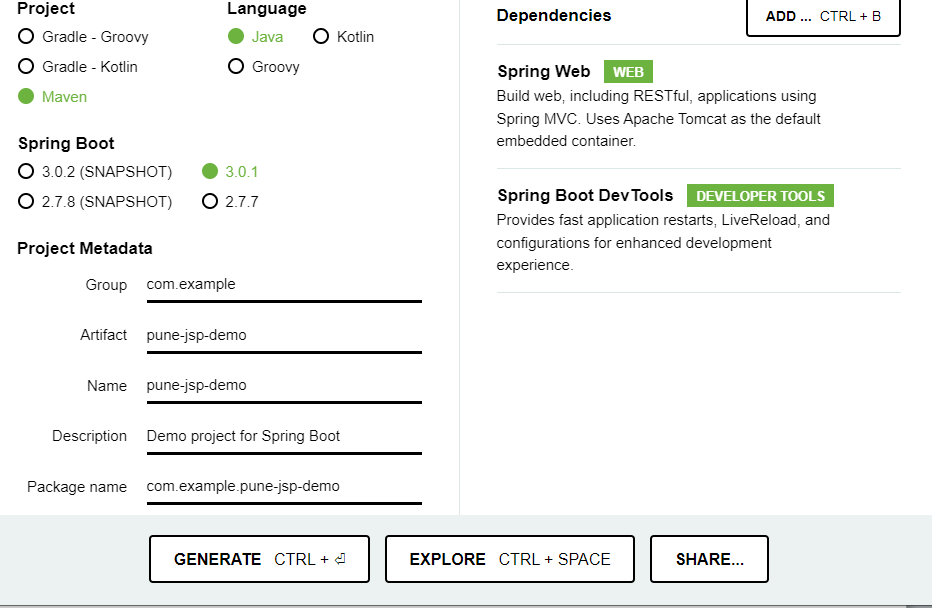 Project
Gradle - Groovy
Gradle - Kotlin
Maven
Language
Java
Kotlin
Groovy
Spring Boot
3.0.2 (SNAPSHOT)
3.0.1
2.7.8 (SNAPSHOT)
2.7.7
Project Metadata
Group com.example
Artifact pune-jsp-demo
Name pune-jsp-demo
Description Demo project for Spring Boot
Package name com.example.pune-jsp-demo
Dependencies
ADD ... CTRL + B
Spring Web WEB
Build web, including RESTful, applications using
Spring MVC. Uses Apache Tomcat as the default
embedded container.
Spring Boot DevTools DEVELOPER TOOLS
Provides fast application restarts, LiveReload, and
configurations for enhanced development
experience.
GENERATE CTRL + ⏎
EXPLORE CTRL + SPACE
SHARE...